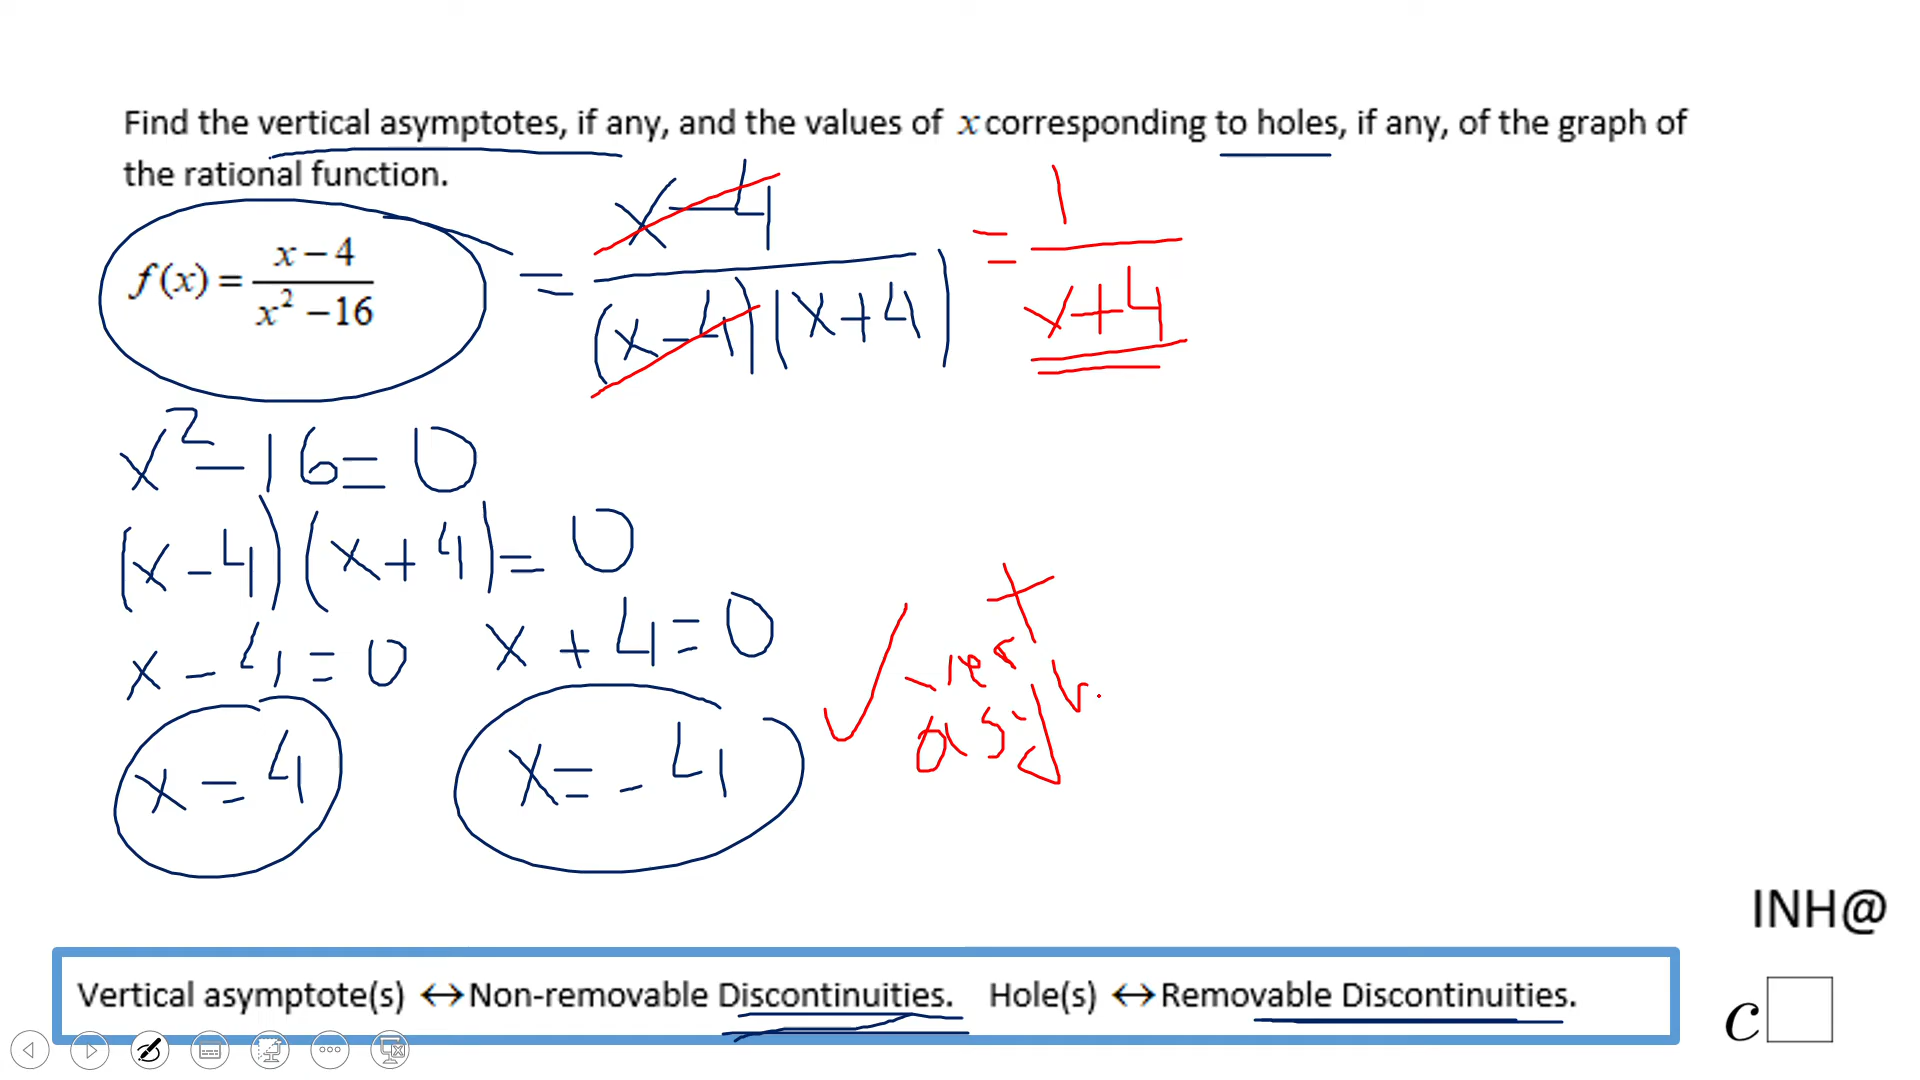 Find the vertical asymptotes, if any, and the values of x corresponding to holes, if any, of the graph of
the rational function.
f(x) = (x − 4)/(x² − 16)
= (x−4)/((x−4)(x+4)) = 1/(x+4)
x² − 16 = 0
(x−4)(x+4) = 0
x − 4 = 0 x + 4 = 0
x = 4 x = −4
INH@
Vertical asymptote(s) ↔ Non-removable Discontinuities. Hole(s) ↔ Removable Discontinuities.
c